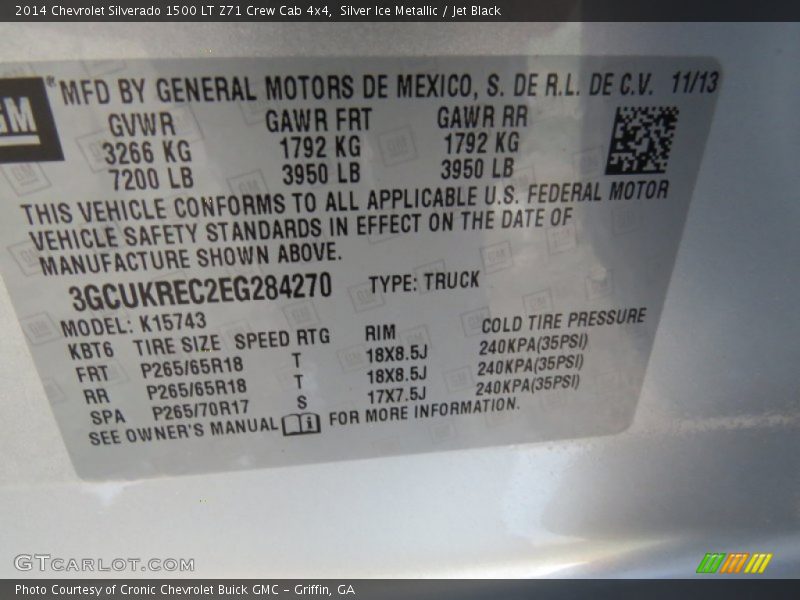 2014 Chevrolet Silverado 1500 LT Z71 Crew Cab 4x4,  Silver Ice Metallic / Jet Black
GM
® MFD BY GENERAL MOTORS DE MEXICO, S. DE R.L. DE C.V. 11/13
GVWR GAWR FRT GAWR RR
3266 KG 1792 KG 1792 KG
7200 LB 3950 LB 3950 LB
THIS VEHICLE CONFORMS TO ALL APPLICABLE U.S. FEDERAL MOTOR
VEHICLE SAFETY STANDARDS IN EFFECT ON THE DATE OF
MANUFACTURE SHOWN ABOVE.
3GCUKREC2EG284270 TYPE: TRUCK
MODEL: K15743
KBT6 TIRE SIZE SPEED RTG RIM COLD TIRE PRESSURE
FRT P265/65R18 T 18X8.5J 240KPA(35PSI)
RR P265/65R18 T 18X8.5J 240KPA(35PSI)
SPA P265/70R17 S 17X7.5J 240KPA(35PSI)
SEE OWNER'S MANUAL i FOR MORE INFORMATION.
GTcarlot.com
Photo Courtesy of Cronic Chevrolet Buick GMC – Griffin, GA